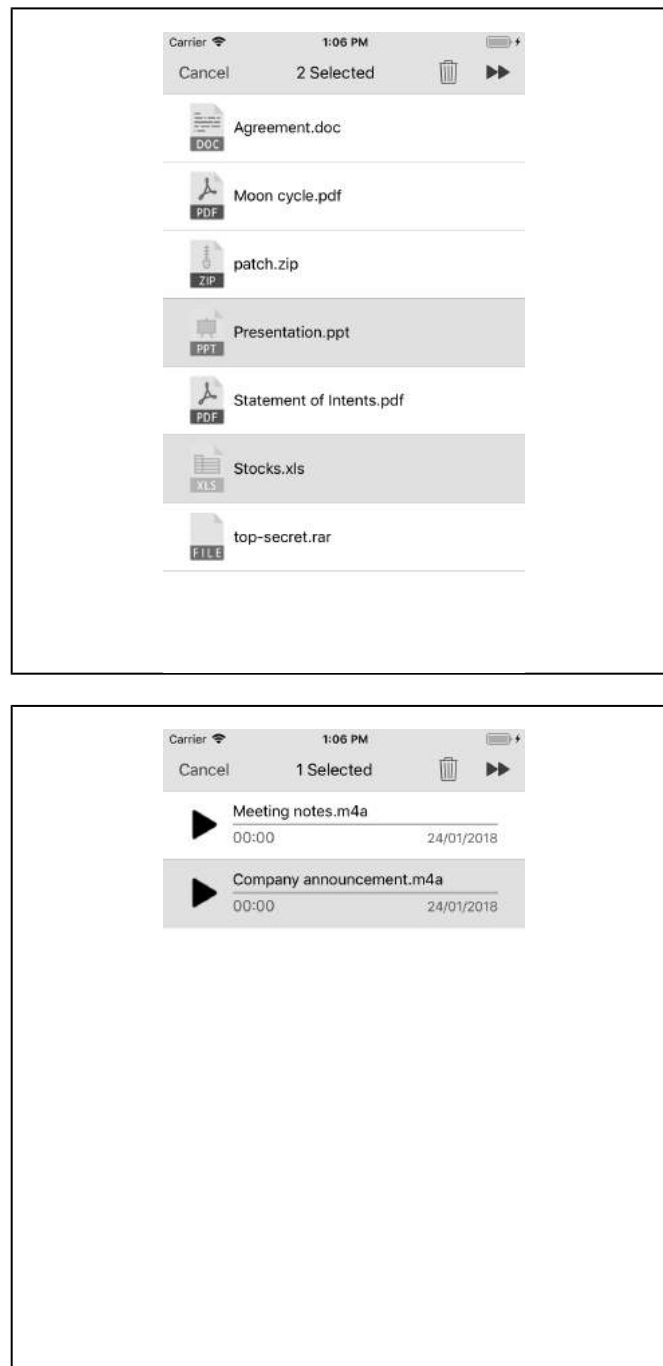 Carrier 1:06 PM
Cancel 2 Selected
DOC Agreement.doc
PDF Moon cycle.pdf
ZIP patch.zip
PPT Presentation.ppt
PDF Statement of Intents.pdf
XLS Stocks.xls
FILE top-secret.rar
Carrier 1:06 PM
Cancel 1 Selected
Meeting notes.m4a
00:00 24/01/2018
Company announcement.m4a
00:00 24/01/2018